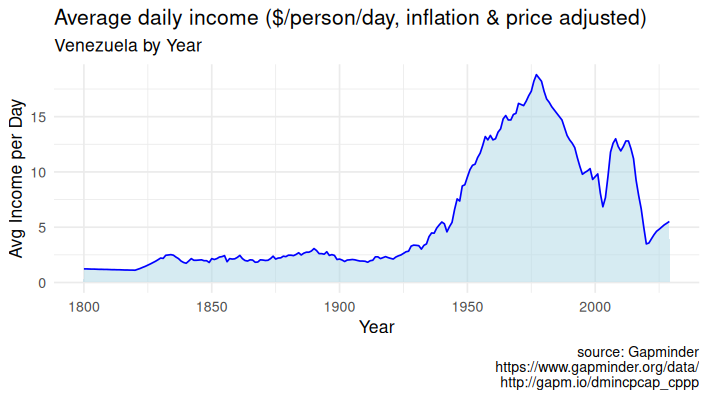 Average daily income ($/person/day, inflation & price adjusted)
Venezuela by Year
Avg Income per Day
15
10
5
0
1800 1850 1900 1950 2000
Year
source: Gapminder
https://www.gapminder.org/data/
http://gapm.io/dmincpcap_cppp